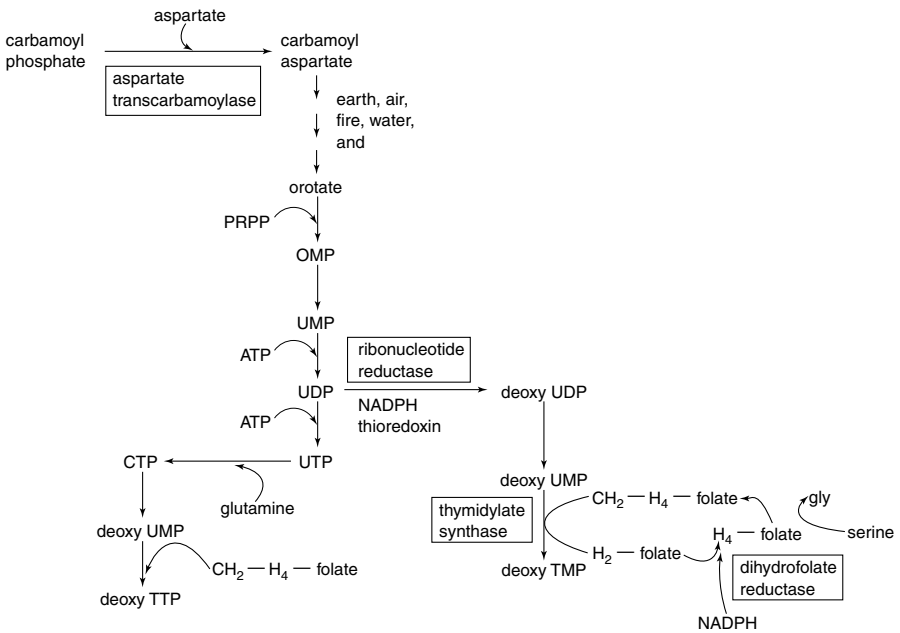 aspartate
carbamoyl
phosphate
carbamoyl
aspartate
aspartate
transcarbamoylase
earth, air,
fire, water,
and
orotate
PRPP
OMP
UMP
ATP
ribonucleotide
reductase
UDP
deoxy UDP
NADPH
thioredoxin
ATP
CTP
UTP
glutamine
deoxy UMP
CH2 — H4 — folate
gly
thymidylate
synthase
deoxy UMP
H4 — folate
serine
H2 — folate
CH2 — H4 — folate
deoxy TMP
dihydrofolate
reductase
deoxy TTP
NADPH